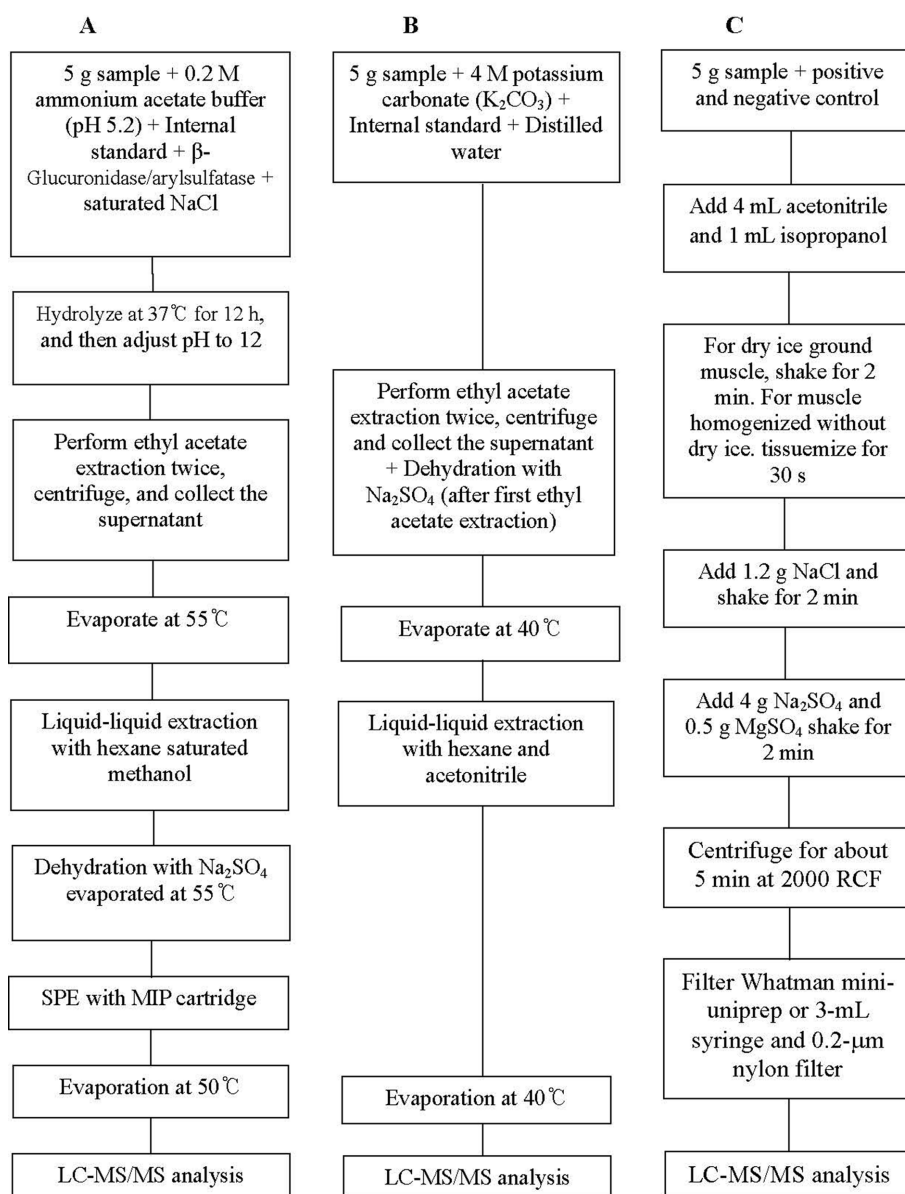 A
5 g sample + 0.2 M
ammonium acetate buffer
(pH 5.2) + Internal
standard + β-
Glucuronidase/arylsulfatase +
saturated NaCl
Hydrolyze at 37℃ for 12 h,
and then adjust pH to 12
Perform ethyl acetate
extraction twice,
centrifuge, and collect the
supernatant
Evaporate at 55℃
Liquid-liquid extraction
with hexane saturated
methanol
Dehydration with Na₂SO₄
evaporated at 55℃
SPE with MIP cartridge
Evaporation at 50℃
LC-MS/MS analysis
B
5 g sample + 4 M potassium
carbonate (K₂CO₃) +
Internal standard + Distilled
water
Perform ethyl acetate
extraction twice, centrifuge
and collect the supernatant
+ Dehydration with
Na₂SO₄ (after first ethyl
acetate extraction)
Evaporate at 40℃
Liquid-liquid extraction
with hexane and
acetonitrile
Evaporation at 40℃
LC-MS/MS analysis
C
5 g sample + positive
and negative control
Add 4 mL acetonitrile
and 1 mL isopropanol
For dry ice ground
muscle, shake for 2
min. For muscle
homogenized without
dry ice. tissuemize for
30 s
Add 1.2 g NaCl and
shake for 2 min
Add 4 g Na₂SO₄ and
0.5 g MgSO₄ shake for
2 min
Centrifuge for about
5 min at 2000 RCF
Filter Whatman mini-
uniprep or 3-mL
syringe and 0.2-µm
nylon filter
LC-MS/MS analysis